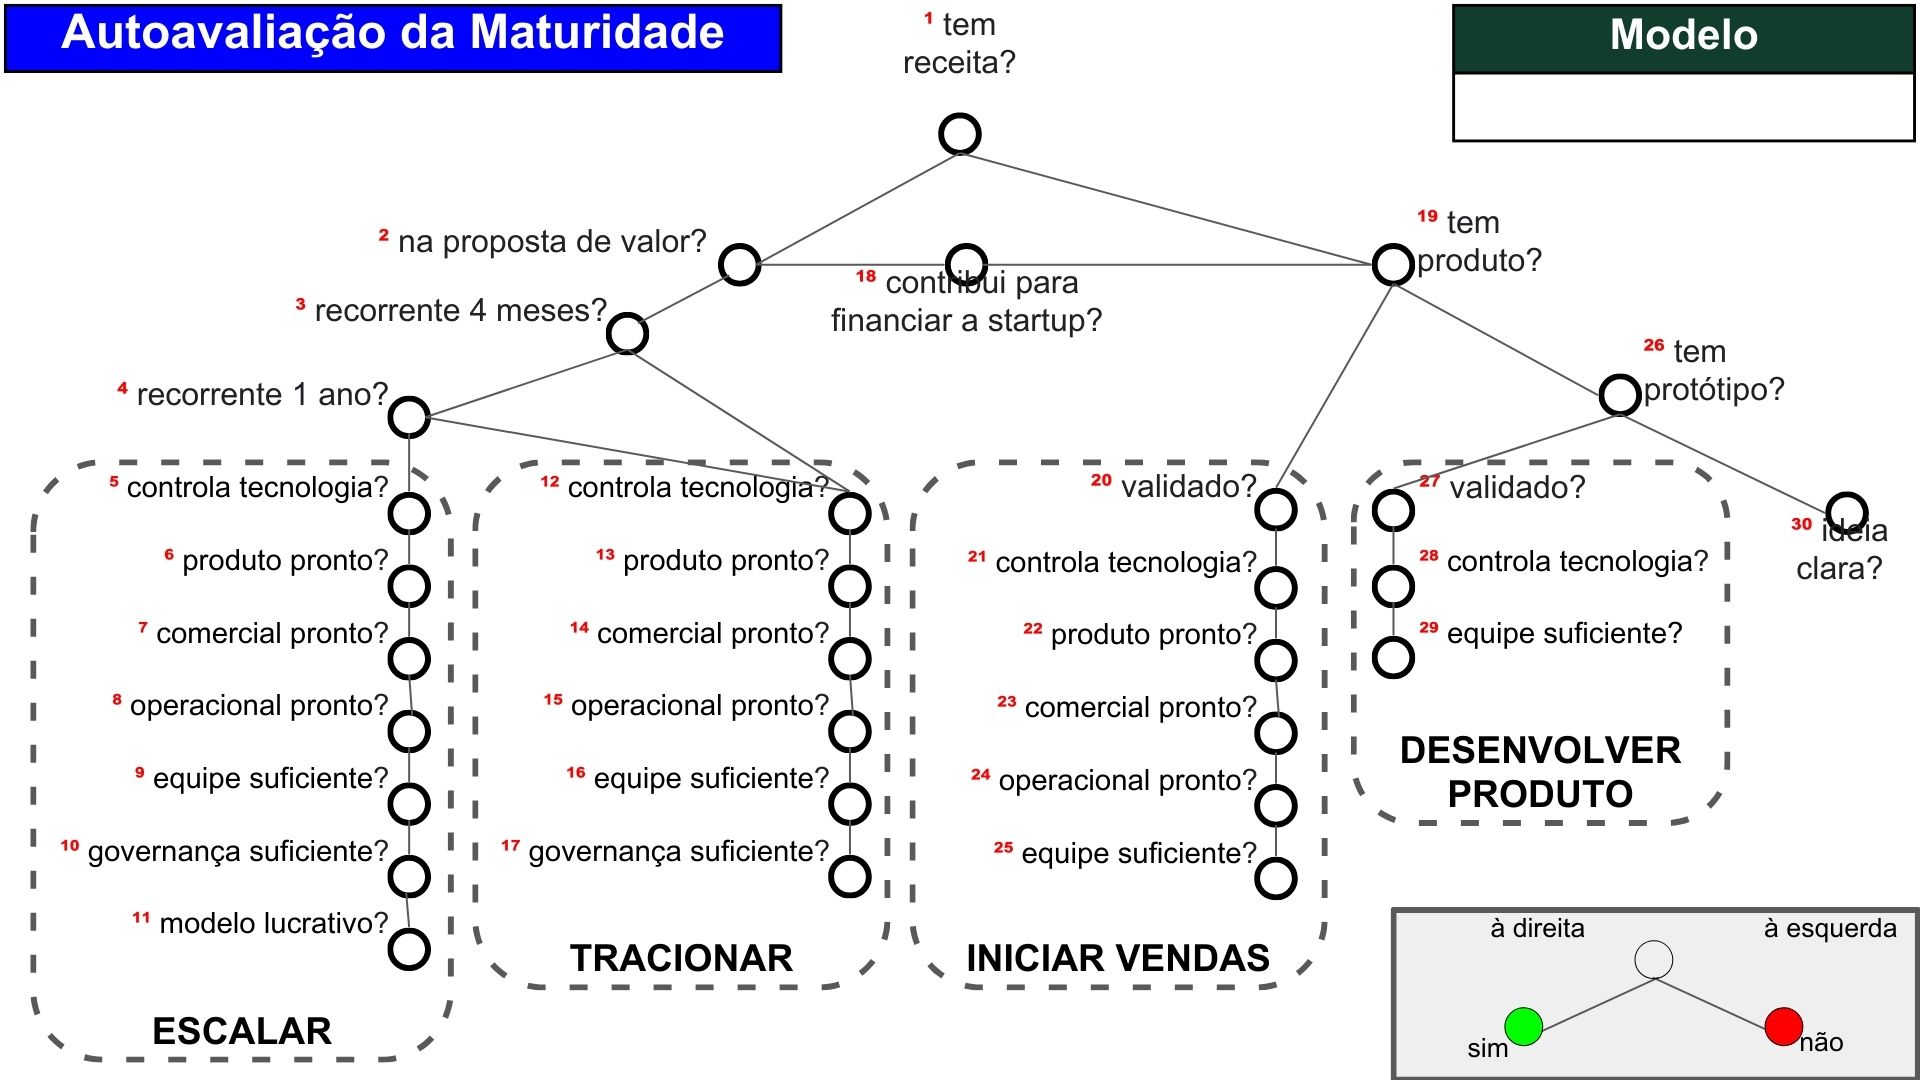 Autoavaliação da Maturidade
1 tem
receita?
Modelo
2 na proposta de valor?
18 contribui para
financiar a startup?
19 tem
produto?
3 recorrente 4 meses?
26 tem
protótipo?
4 recorrente 1 ano?
5 controla tecnologia?
6 produto pronto?
7 comercial pronto?
8 operacional pronto?
9 equipe suficiente?
10 governança suficiente?
11 modelo lucrativo?
ESCALAR
12 controla tecnologia?
13 produto pronto?
14 comercial pronto?
15 operacional pronto?
16 equipe suficiente?
17 governança suficiente?
TRACIONAR
20 validado?
21 controla tecnologia?
22 produto pronto?
23 comercial pronto?
24 operacional pronto?
25 equipe suficiente?
INICIAR VENDAS
27 validado?
28 controla tecnologia?
29 equipe suficiente?
DESENVOLVER
PRODUTO
30 ideia
clara?
à direita
à esquerda
sim
não